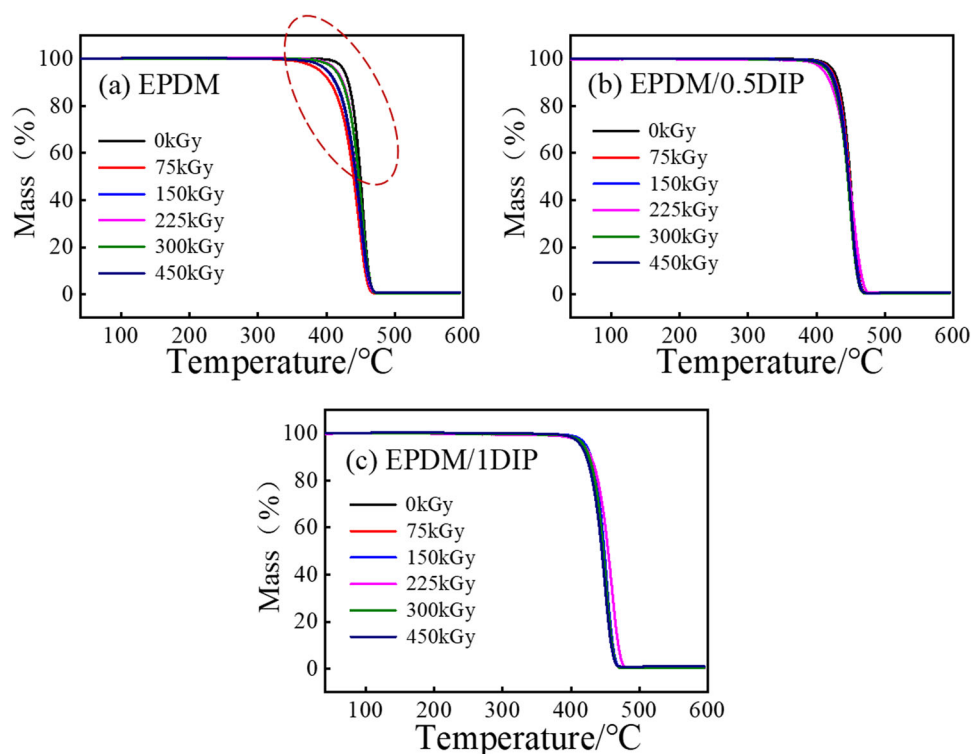 (a) EPDM
Mass（%）
100
80
60
40
20
0
0kGy
75kGy
150kGy
225kGy
300kGy
450kGy
100
200
300
400
500
600
Temperature/℃
(b) EPDM/0.5DIP
Mass（%）
100
80
60
40
20
0
0kGy
75kGy
150kGy
225kGy
300kGy
450kGy
100
200
300
400
500
600
Temperature/℃
(c) EPDM/1DIP
Mass（%）
100
80
60
40
20
0
0kGy
75kGy
150kGy
225kGy
300kGy
450kGy
100
200
300
400
500
600
Temperature/℃